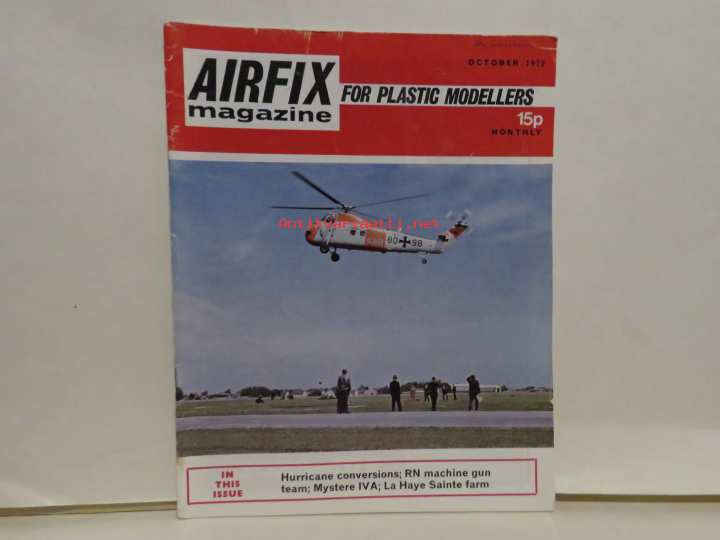 OCTOBER 1972
AIRFIX
magazine
FOR PLASTIC MODELLERS
15p
MONTHLY
Antikvariaatti.net
80 98
IN
THIS
ISSUE
Hurricane conversions; RN machine gun
team; Mystere IVA; La Haye Sainte farm